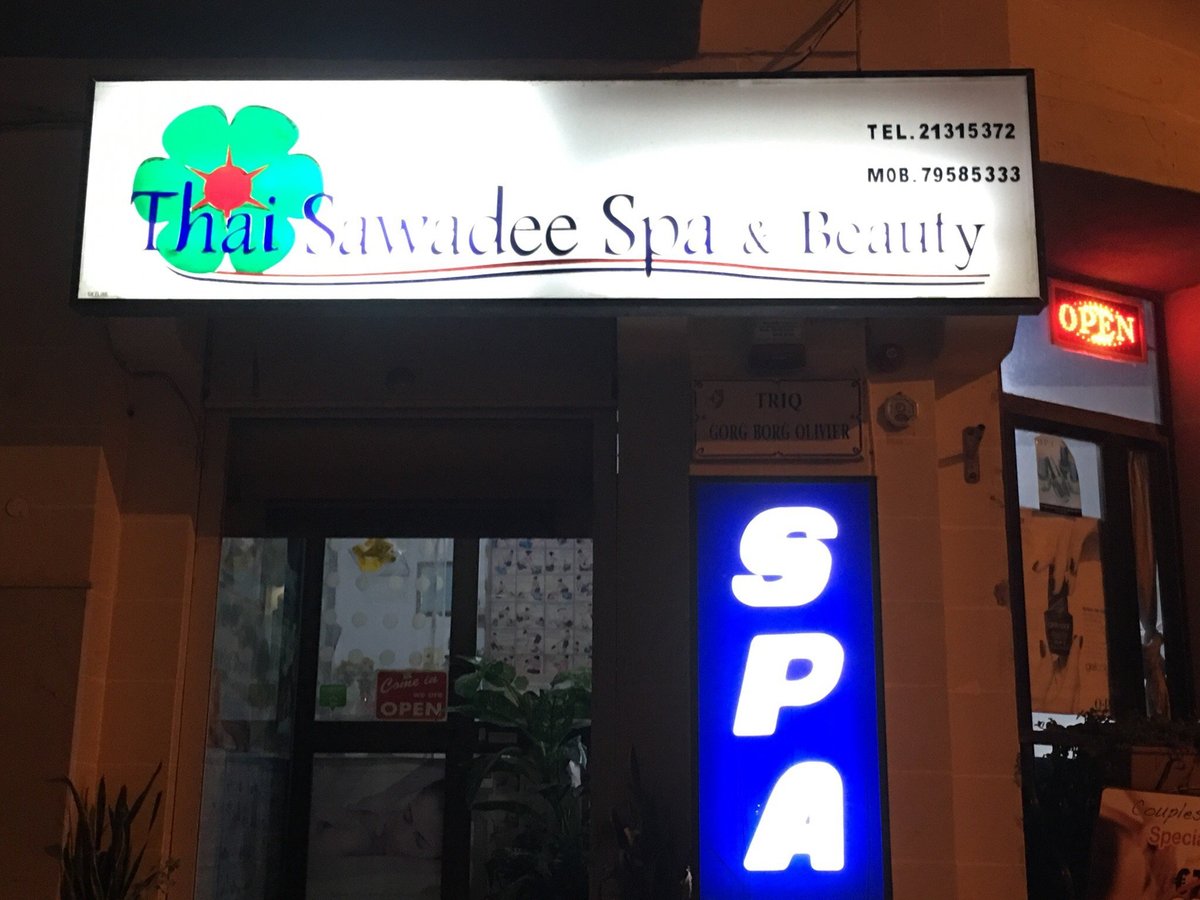 TEL.21315372
MOB.79585333
Thai Sawadee Spa & Beauty
OPEN
TRIQ
GORG BORG OLIVIER
SPA
Come in
we are
OPEN
Couples